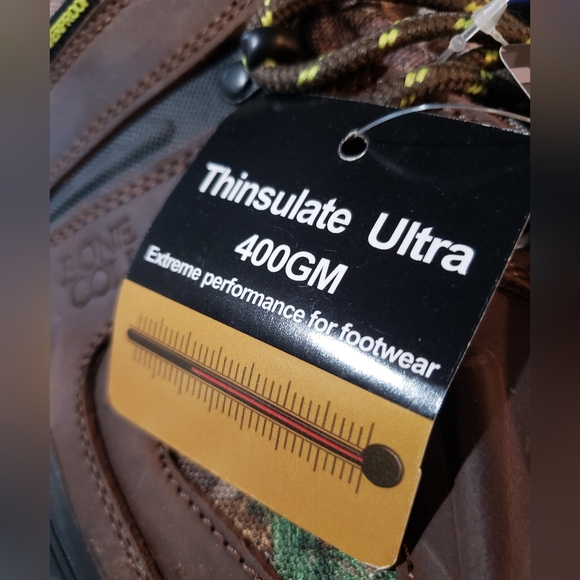 Thinsulate Ultra
400GM
Extreme performance for footwear